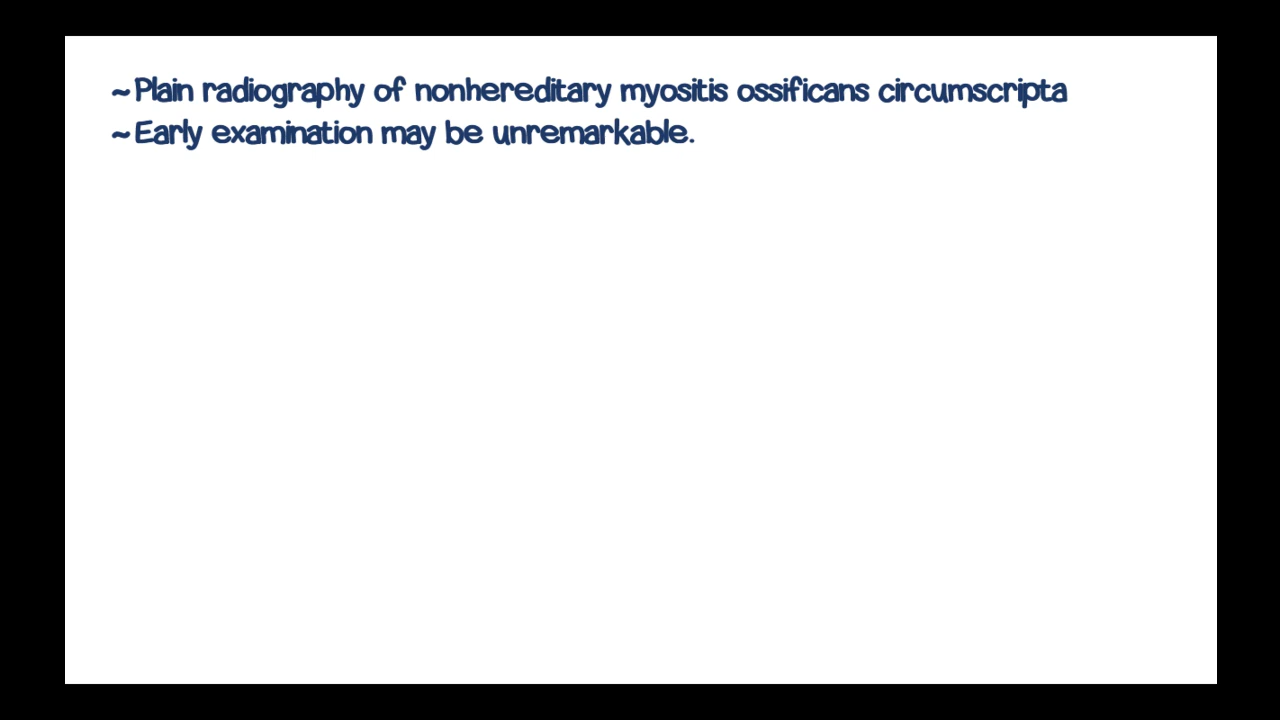 ~Plain radiography of nonhereditary myositis ossificans circumscripta
~Early examination may be unremarkable.